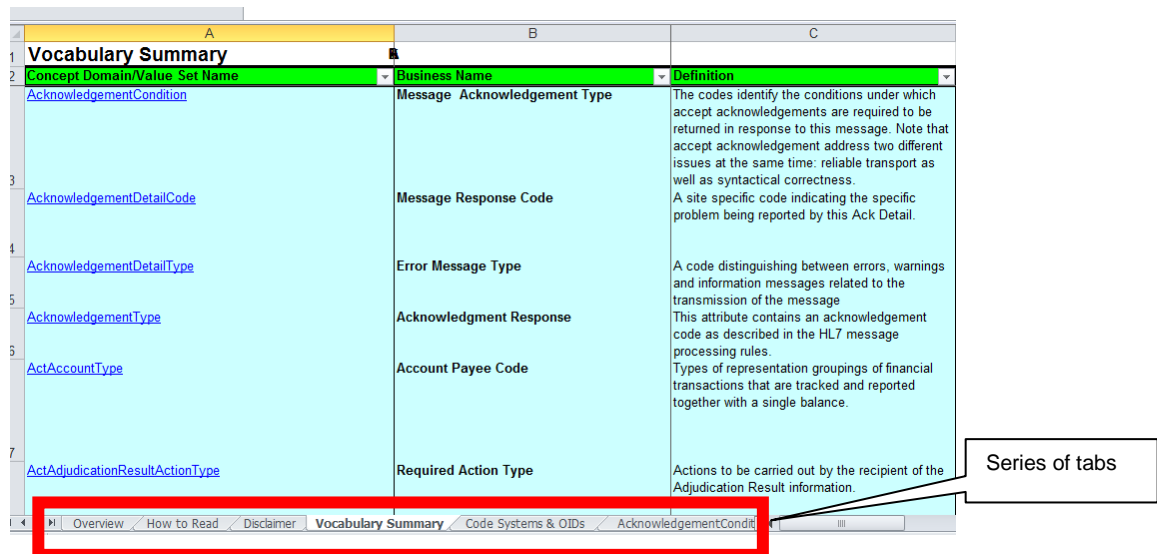 A B C
1 Vocabulary Summary
2 Concept Domain/Value Set Name Business Name Definition
AcknowledgementCondition Message Acknowledgement Type The codes identify the conditions under which
accept acknowledgements are required to be
returned in response to this message. Note that
accept acknowledgement address two different
issues at the same time: reliable transport as
3 well as syntactical correctness.
AcknowledgementDetailCode Message Response Code A site specific code indicating the specific
problem being reported by this Ack Detail.
4
AcknowledgementDetailType Error Message Type A code distinguishing between errors, warnings
and information messages related to the
5 transmission of the message
AcknowledgementType Acknowledgment Response This attribute contains an acknowledgement
code as described in the HL7 message
6 processing rules.
ActAccountType Account Payee Code Types of representation groupings of financial
transactions that are tracked and reported
together with a single balance.
7
ActAdjudicationResultActionType Required Action Type Actions to be carried out by the recipient of the
Adjudication Result information.
Series of tabs
Overview How to Read Disclaimer Vocabulary Summary Code Systems & OIDs AcknowledgementCondit